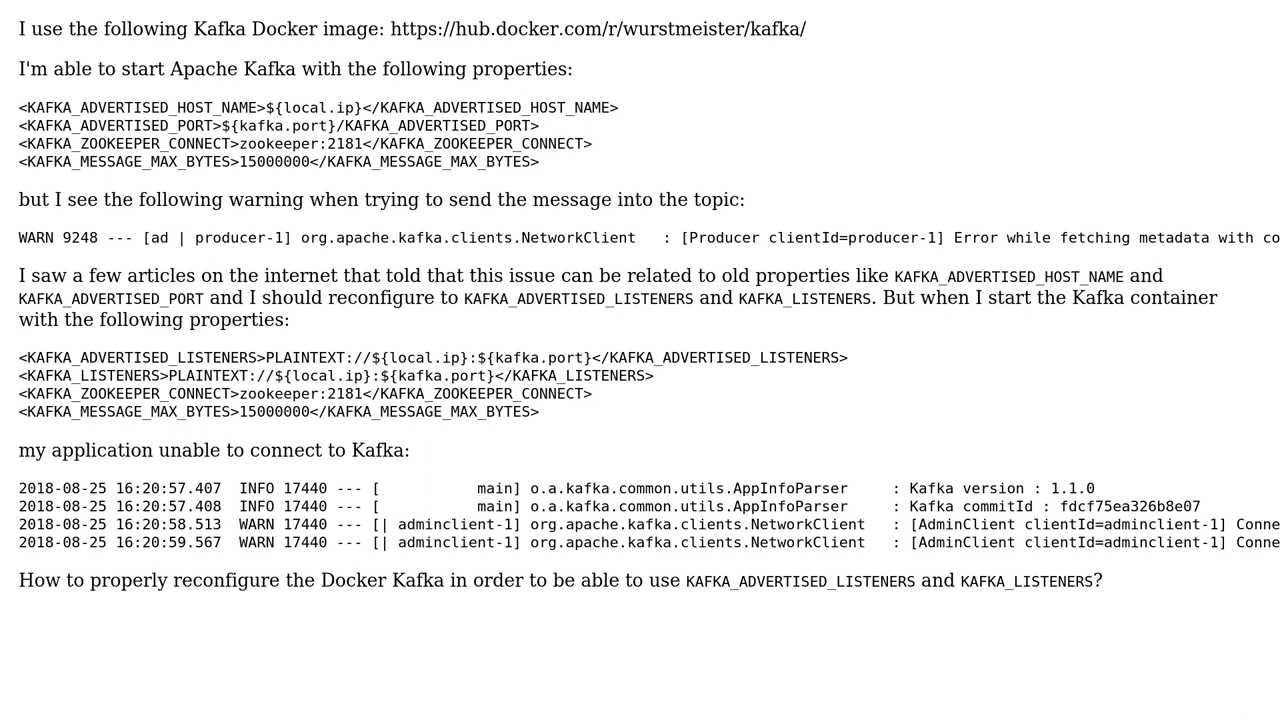 I use the following Kafka Docker image: https://hub.docker.com/r/wurstmeister/kafka/
I'm able to start Apache Kafka with the following properties:
<KAFKA_ADVERTISED_HOST_NAME>${local.ip}</KAFKA_ADVERTISED_HOST_NAME>
<KAFKA_ADVERTISED_PORT>${kafka.port}/KAFKA_ADVERTISED_PORT>
<KAFKA_ZOOKEEPER_CONNECT>zookeeper:2181</KAFKA_ZOOKEEPER_CONNECT>
<KAFKA_MESSAGE_MAX_BYTES>15000000</KAFKA_MESSAGE_MAX_BYTES>
but I see the following warning when trying to send the message into the topic:
WARN 9248 --- [ad | producer-1] org.apache.kafka.clients.NetworkClient   : [Producer clientId=producer-1] Error while fetching metadata with co
I saw a few articles on the internet that told that this issue can be related to old properties like KAFKA_ADVERTISED_HOST_NAME and
KAFKA_ADVERTISED_PORT and I should reconfigure to KAFKA_ADVERTISED_LISTENERS and KAFKA_LISTENERS. But when I start the Kafka container
with the following properties:
<KAFKA_ADVERTISED_LISTENERS>PLAINTEXT://${local.ip}:${kafka.port}</KAFKA_ADVERTISED_LISTENERS>
<KAFKA_LISTENERS>PLAINTEXT://${local.ip}:${kafka.port}</KAFKA_LISTENERS>
<KAFKA_ZOOKEEPER_CONNECT>zookeeper:2181</KAFKA_ZOOKEEPER_CONNECT>
<KAFKA_MESSAGE_MAX_BYTES>15000000</KAFKA_MESSAGE_MAX_BYTES>
my application unable to connect to Kafka:
2018-08-25 16:20:57.407  INFO 17440 --- [           main] o.a.kafka.common.utils.AppInfoParser     : Kafka version : 1.1.0
2018-08-25 16:20:57.408  INFO 17440 --- [           main] o.a.kafka.common.utils.AppInfoParser     : Kafka commitId : fdcf75ea326b8e07
2018-08-25 16:20:58.513  WARN 17440 --- [| adminclient-1] org.apache.kafka.clients.NetworkClient   : [AdminClient clientId=adminclient-1] Conne
2018-08-25 16:20:59.567  WARN 17440 --- [| adminclient-1] org.apache.kafka.clients.NetworkClient   : [AdminClient clientId=adminclient-1] Conne
How to properly reconfigure the Docker Kafka in order to be able to use KAFKA_ADVERTISED_LISTENERS and KAFKA_LISTENERS?